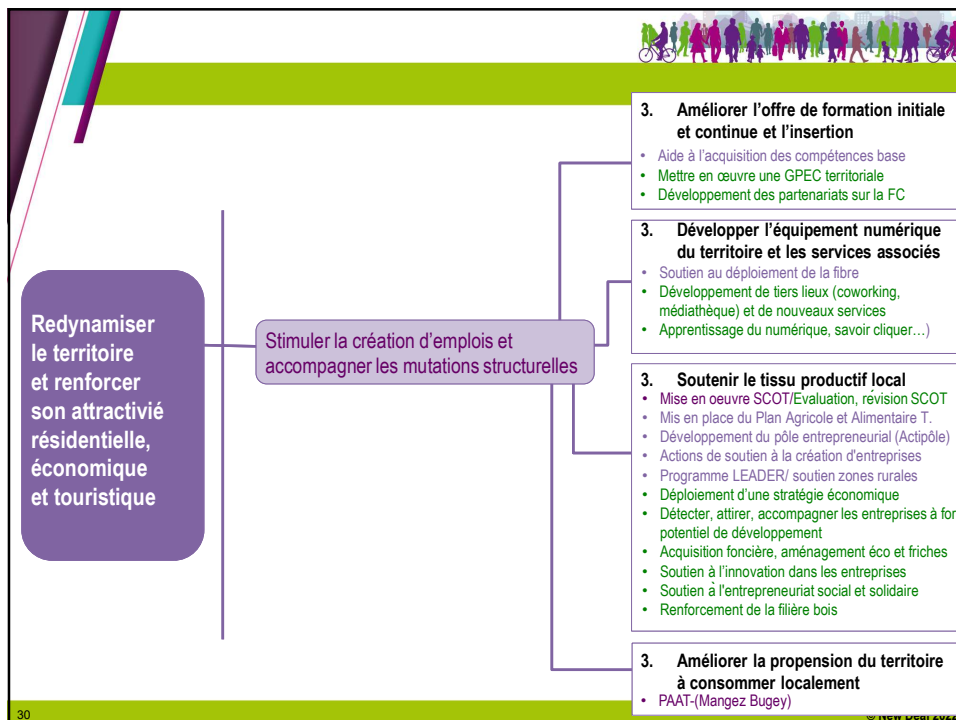 Redynamiser
le territoire
et renforcer
son attractivié
résidentielle,
économique
et touristique
Stimuler la création d'emplois et
accompagner les mutations structurelles
3. Améliorer l'offre de formation initiale
et continue et l'insertion
• Aide à l'acquisition des compétences base
• Mettre en œuvre une GPEC territoriale
• Développement des partenariats sur la FC
3. Développer l'équipement numérique
du territoire et les services associés
• Soutien au déploiement de la fibre
• Développement de tiers lieux (coworking,
médiathèque) et de nouveaux services
• Apprentissage du numérique, savoir cliquer…)
3. Soutenir le tissu productif local
• Mise en oeuvre SCOT/Evaluation, révision SCOT
• Mis en place du Plan Agricole et Alimentaire T.
• Développement du pôle entrepreneurial (Actipôle)
• Actions de soutien à la création d'entreprises
• Programme LEADER/ soutien zones rurales
• Déploiement d'une stratégie économique
• Détecter, attirer, accompagner les entreprises à for
potentiel de développement
• Acquisition foncière, aménagement éco et friches
• Soutien à l'innovation dans les entreprises
• Soutien à l'entrepreneuriat social et solidaire
• Renforcement de la filière bois
3. Améliorer la propension du territoire
à consommer localement
• PAAT-(Mangez Bugey)
30
© New Deal 2022